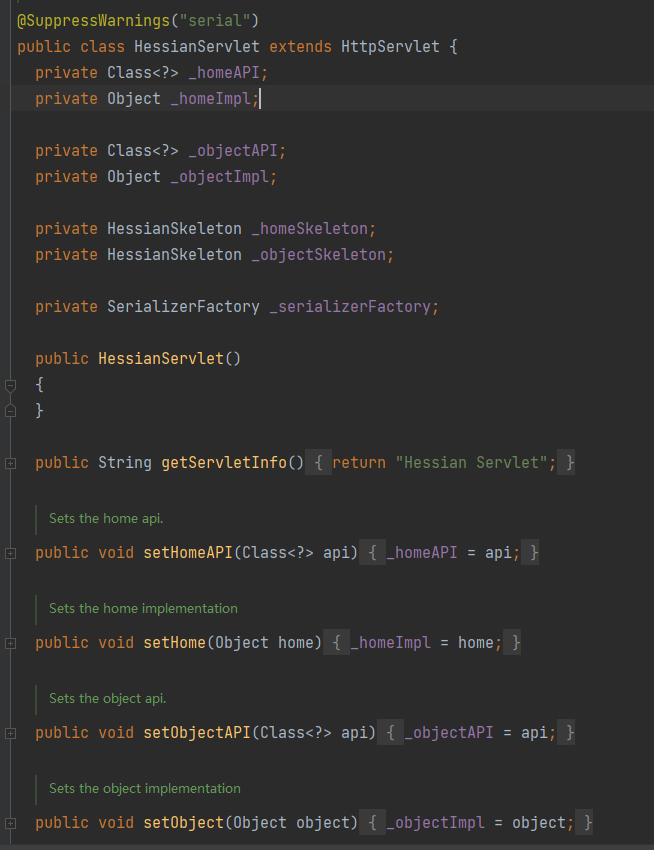 @SuppressWarnings("serial")
public class HessianServlet extends HttpServlet {
private Class<?> _homeAPI;
private Object _homeImpl;
private Class<?> _objectAPI;
private Object _objectImpl;
private HessianSkeleton _homeSkeleton;
private HessianSkeleton _objectSkeleton;
private SerializerFactory _serializerFactory;
public HessianServlet()
{
}
public String getServletInfo() { return "Hessian Servlet"; }
Sets the home api.
public void setHomeAPI(Class<?> api) { _homeAPI = api; }
Sets the home implementation
public void setHome(Object home) { _homeImpl = home; }
Sets the object api.
public void setObjectAPI(Class<?> api) { _objectAPI = api; }
Sets the object implementation
public void setObject(Object object) { _objectImpl = object; }